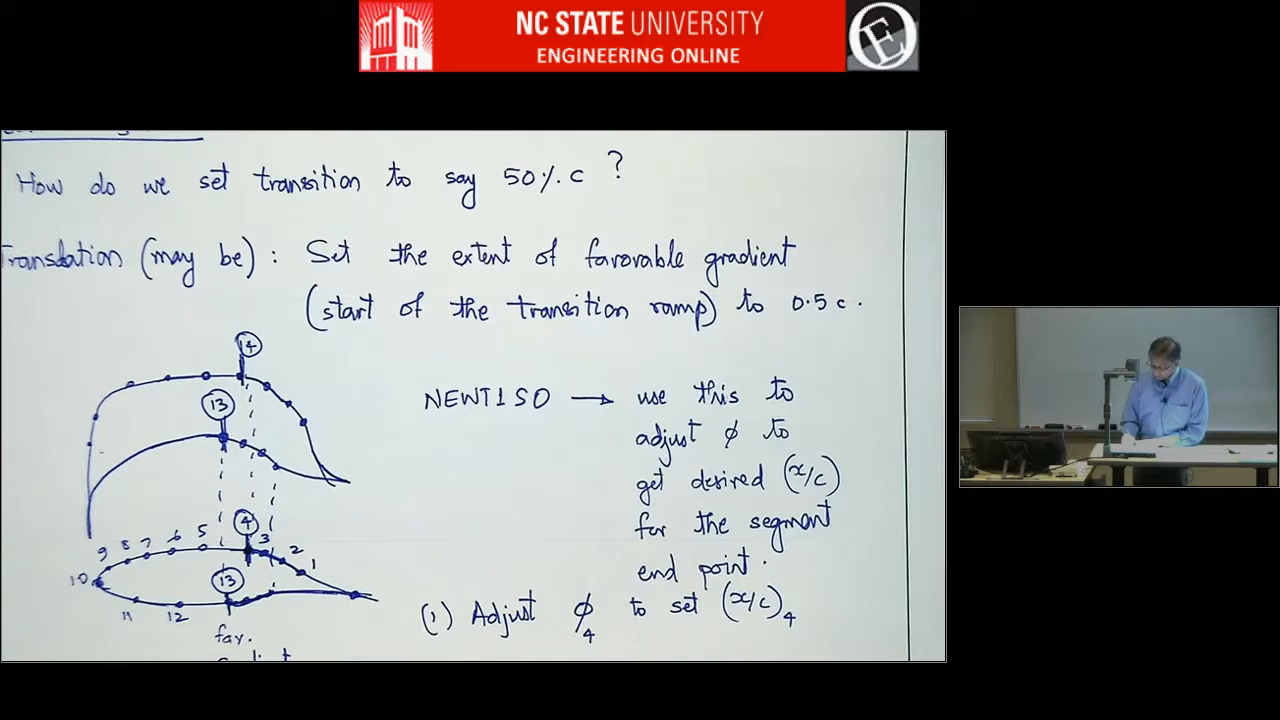 NC STATE UNIVERSITY
ENGINEERING ONLINE
How do we set transition to say 50%. c ?
Translation (may be) : Set the extent of favorable gradient
(start of the transition ramp) to 0.5 c.
14
13
NEWT1SO → use this to
adjust φ to
get desired (x/c)
for the segment
end point.
4
9 8 7 6 5 3 2 1
10
13
11 12
fav.
(1) Adjust φ4 to set (x/c)4